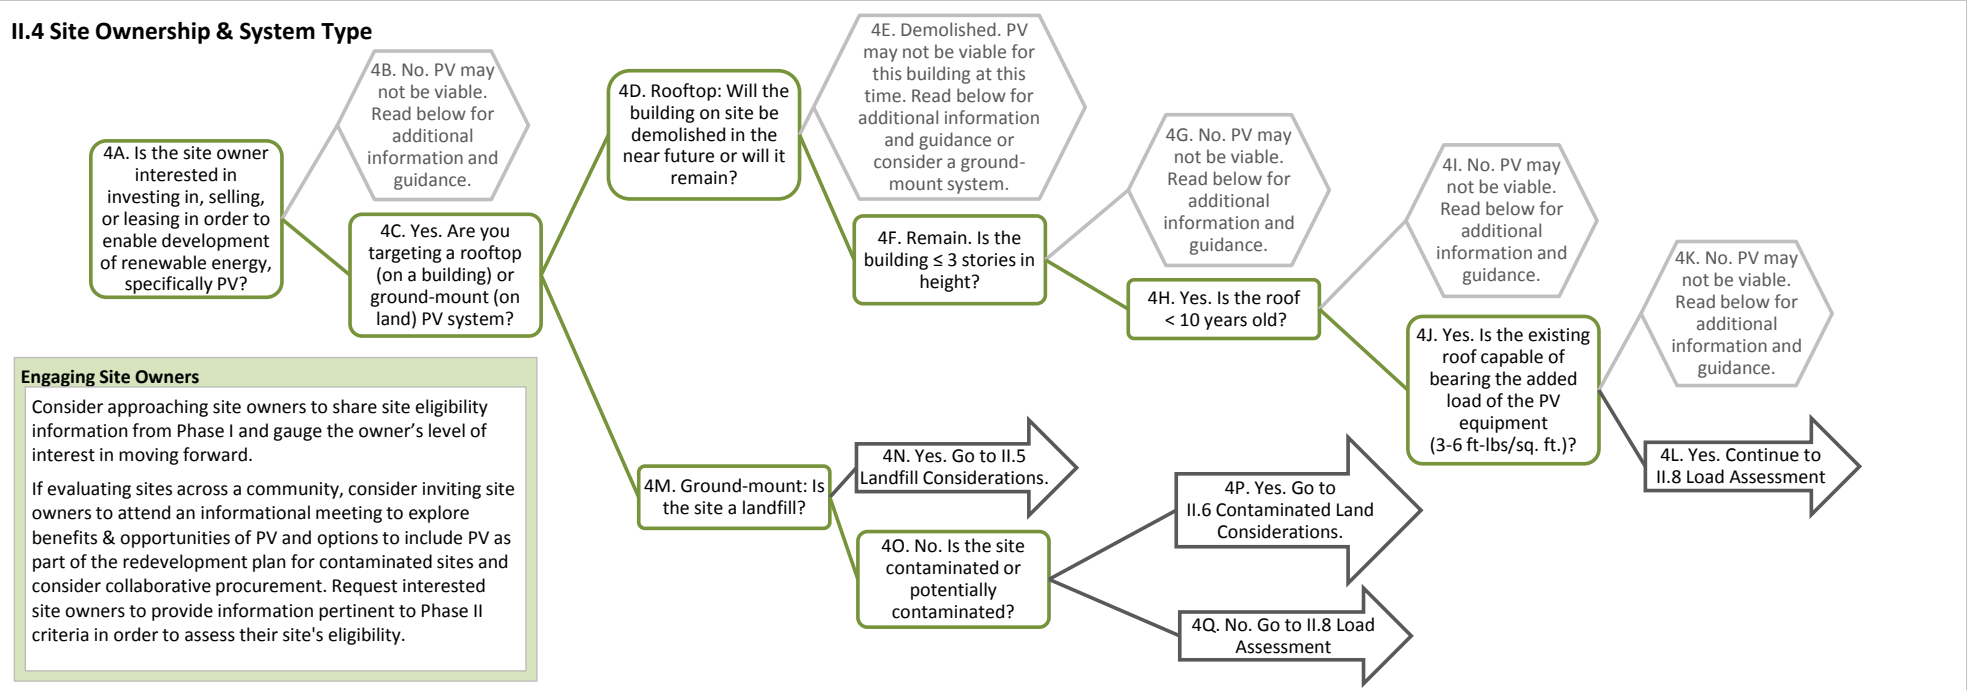 II.4 Site Ownership & System Type
4A. Is the site owner
interested in
investing in, selling,
or leasing in order to
enable development
of renewable energy,
specifically PV?
4B. No. PV may
not be viable.
Read below for
additional
information and
guidance.
4C. Yes. Are you
targeting a rooftop
(on a building) or
ground-mount (on
land) PV system?
4D. Rooftop: Will the
building on site be
demolished in the
near future or will it
remain?
4E. Demolished. PV
may not be viable for
this building at this
time. Read below for
additional information
and guidance or
consider a ground-
mount system.
4F. Remain. Is the
building ≤ 3 stories in
height?
4G. No. PV may
not be viable.
Read below for
additional
information and
guidance.
4H. Yes. Is the roof
< 10 years old?
4I. No. PV may
not be viable.
Read below for
additional
information and
guidance.
4J. Yes. Is the existing
roof capable of
bearing the added
load of the PV
equipment
(3-6 ft-lbs/sq. ft.)?
4K. No. PV may
not be viable.
Read below for
additional
information and
guidance.
4L. Yes. Continue to
II.8 Load Assessment
4M. Ground-mount: Is
the site a landfill?
4N. Yes. Go to II.5
Landfill Considerations.
4O. No. Is the site
contaminated or
potentially
contaminated?
4P. Yes. Go to
II.6 Contaminated Land
Considerations.
4Q. No. Go to II.8 Load
Assessment
Engaging Site Owners
Consider approaching site owners to share site eligibility
information from Phase I and gauge the owner’s level of
interest in moving forward.
If evaluating sites across a community, consider inviting site
owners to attend an informational meeting to explore
benefits & opportunities of PV and options to include PV as
part of the redevelopment plan for contaminated sites and
consider collaborative procurement. Request interested
site owners to provide information pertinent to Phase II
criteria in order to assess their site's eligibility.